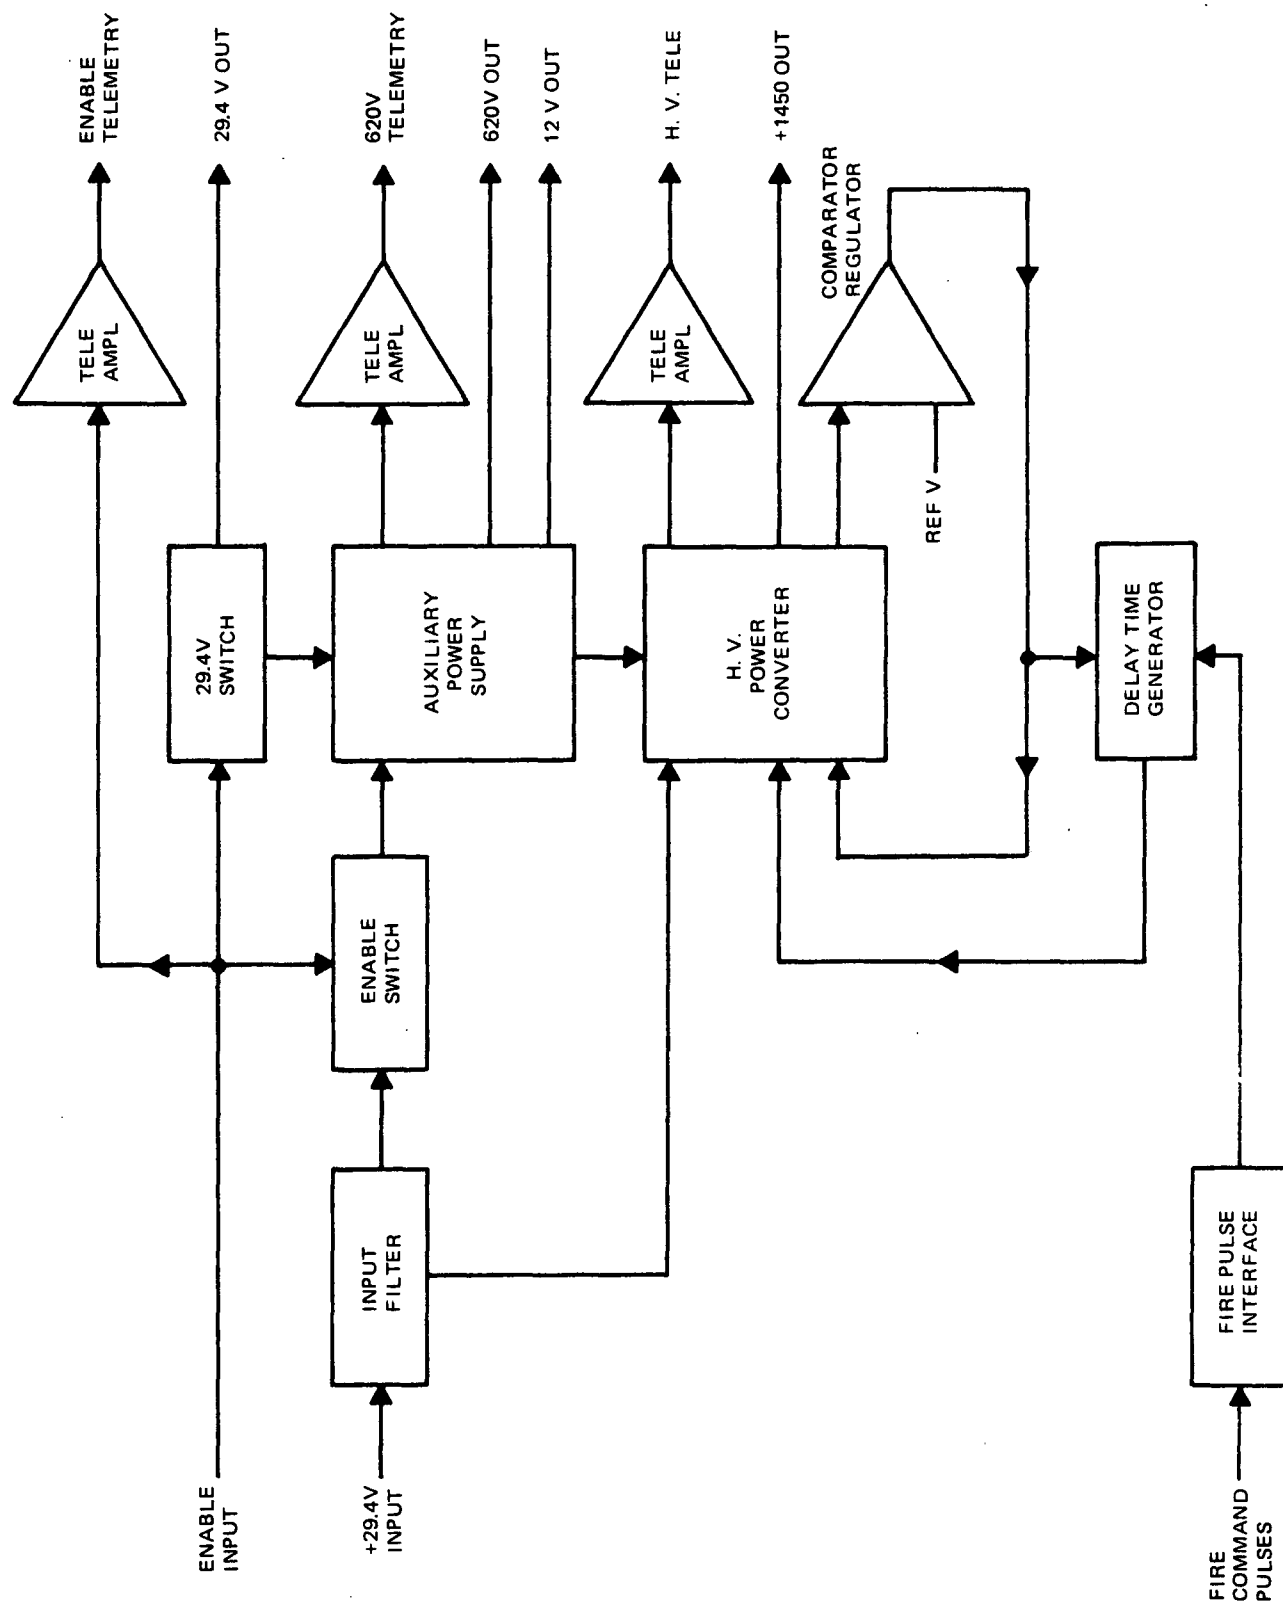 ENABLE
INPUT
+29.4V
INPUT
FIRE
COMMAND
PULSES
INPUT
FILTER
FIRE PULSE
INTERFACE
ENABLE
SWITCH
29.4V
SWITCH
AUXILIARY
POWER
SUPPLY
H. V.
POWER
CONVERTER
DELAY TIME
GENERATOR
REF V
TELE
AMPL
TELE
AMPL
TELE
AMPL
COMPARATOR
REGULATOR
ENABLE
TELEMETRY
29.4 V OUT
620V
TELEMETRY
620V OUT
12 V OUT
H. V. TELE
+1450 OUT